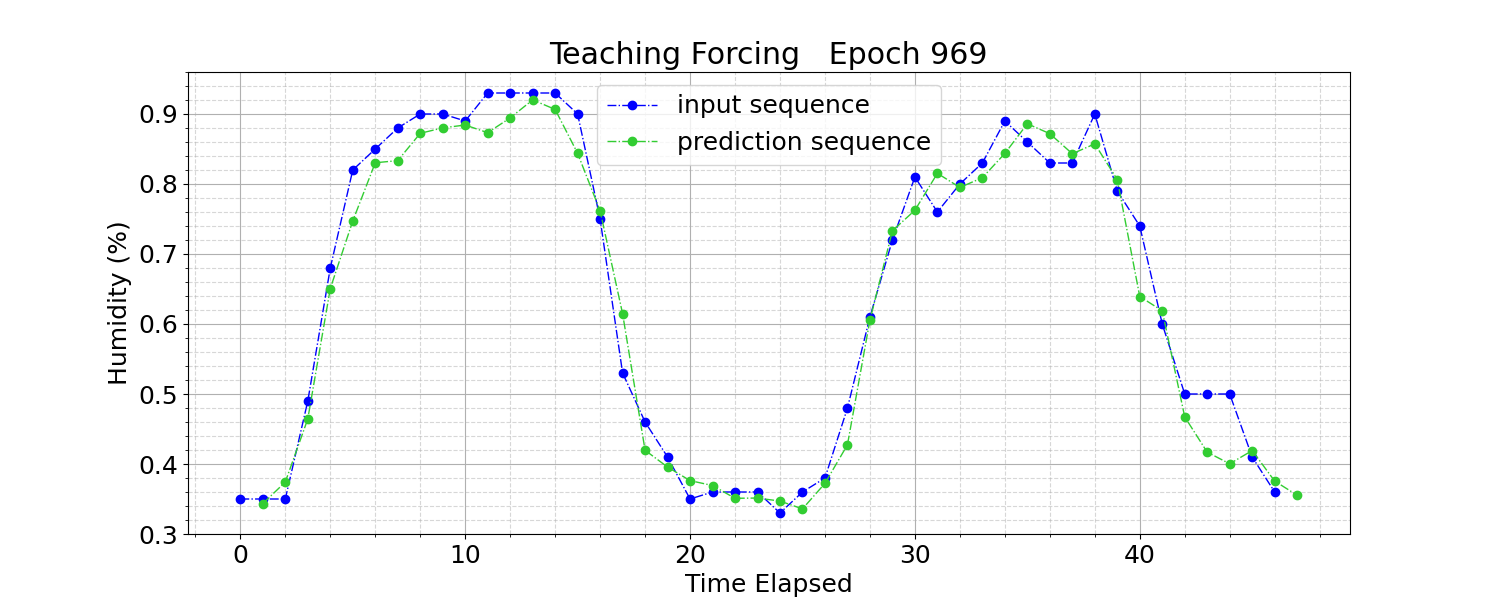 Teaching Forcing   Epoch 969
input sequence
prediction sequence
Humidity (%)
0.9
0.8
0.7
0.6
0.5
0.4
0.3
0 10 20 30 40
Time Elapsed